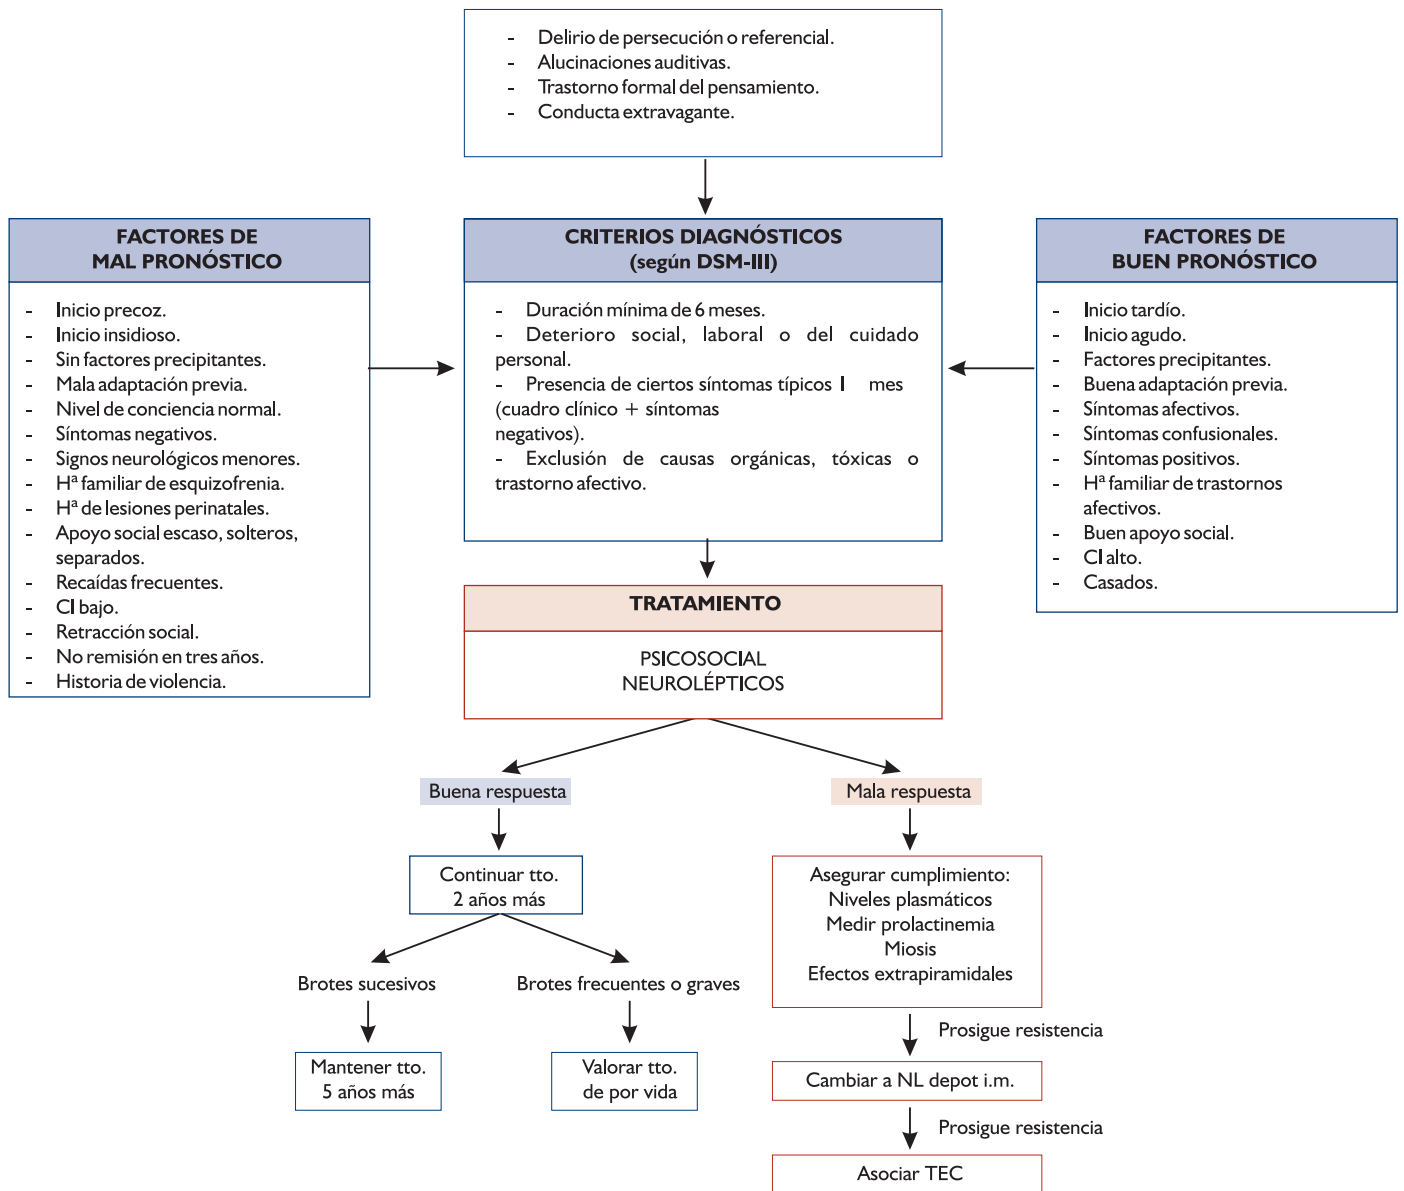 - Delirio de persecución o referencial.
- Alucinaciones auditivas.
- Trastorno formal del pensamiento.
- Conducta extravagante.
FACTORES DE
MAL PRONÓSTICO
- Inicio precoz.
- Inicio insidioso.
- Sin factores precipitantes.
- Mala adaptación previa.
- Nivel de conciencia normal.
- Síntomas negativos.
- Signos neurológicos menores.
- Hª familiar de esquizofrenia.
- Hª de lesiones perinatales.
- Apoyo social escaso, solteros,
separados.
- Recaídas frecuentes.
- CI bajo.
- Retracción social.
- No remisión en tres años.
- Historia de violencia.
CRITERIOS DIAGNÓSTICOS
(según DSM-III)
- Duración mínima de 6 meses.
- Deterioro social, laboral o del cuidado
personal.
- Presencia de ciertos síntomas típicos 1 mes
(cuadro clínico + síntomas
negativos).
- Exclusión de causas orgánicas, tóxicas o
trastorno afectivo.
FACTORES DE
BUEN PRONÓSTICO
- Inicio tardío.
- Inicio agudo.
- Factores precipitantes.
- Buena adaptación previa.
- Síntomas afectivos.
- Síntomas confusionales.
- Síntomas positivos.
- Hª familiar de trastornos
afectivos.
- Buen apoyo social.
- CI alto.
- Casados.
TRATAMIENTO
PSICOSOCIAL
NEUROLÉPTICOS
Buena respuesta
Continuar tto.
2 años más
Brotes sucesivos
Mantener tto.
5 años más
Brotes frecuentes o graves
Valorar tto.
de por vida
Mala respuesta
Asegurar cumplimiento:
Niveles plasmáticos
Medir prolactinemia
Miosis
Efectos extrapiramidales
Prosigue resistencia
Cambiar a NL depot i.m.
Prosigue resistencia
Asociar TEC